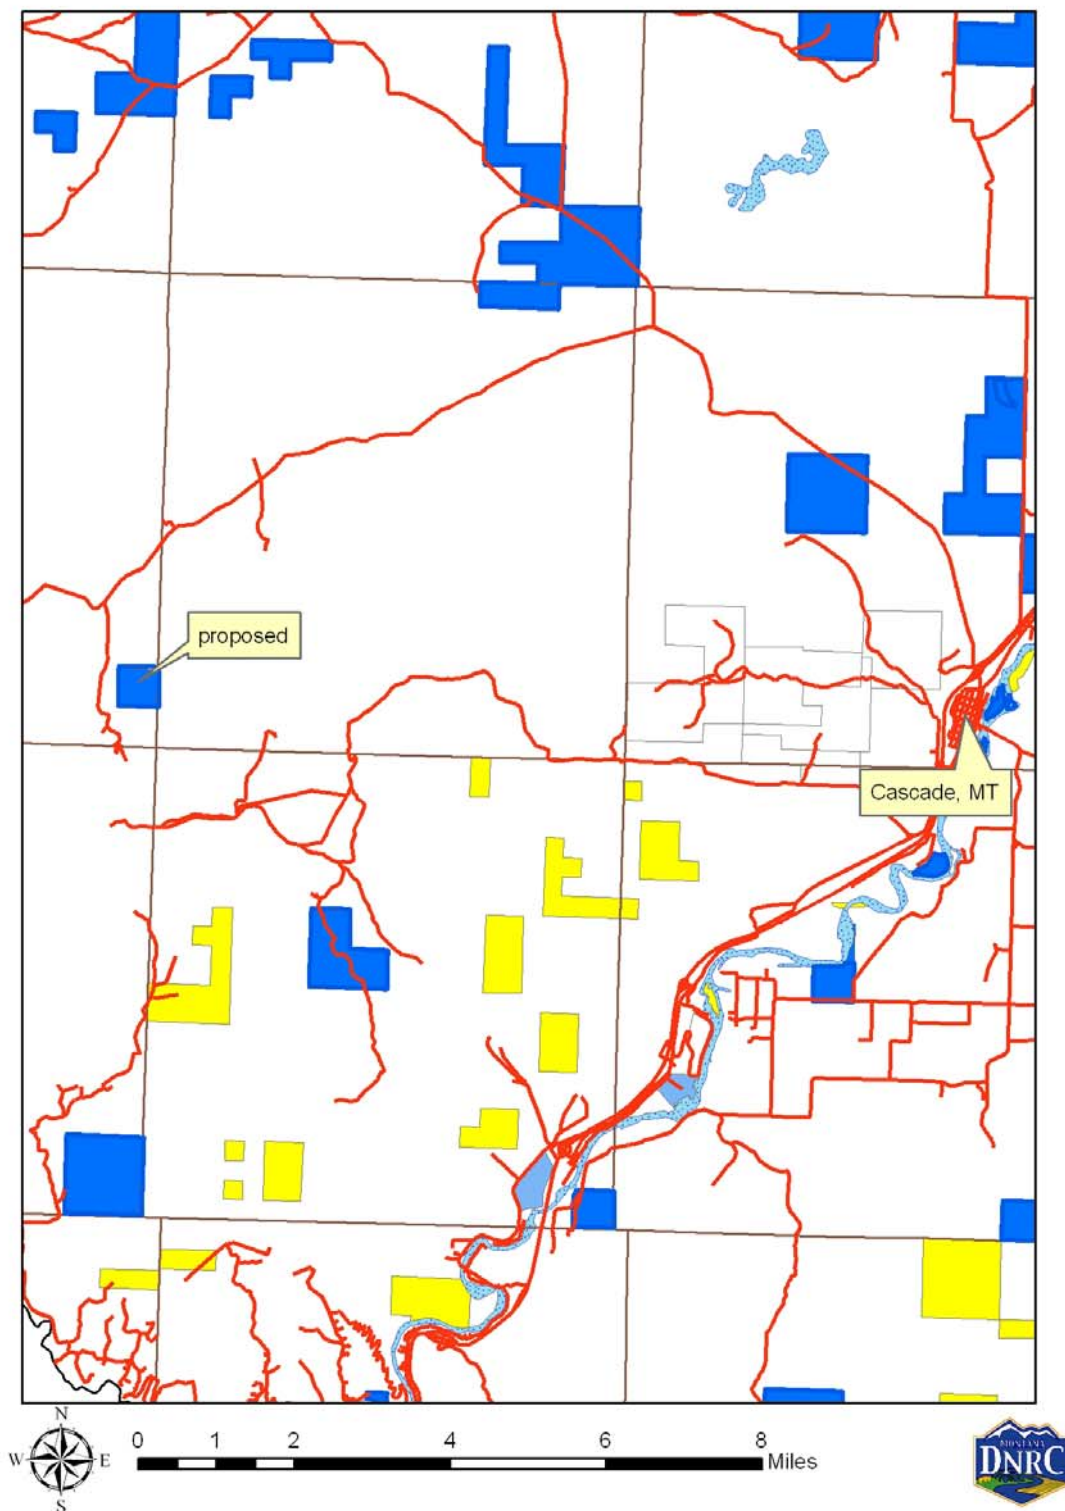 proposed
Cascade, MT
N
W E
S
0 1 2 4 6 8
Miles
MONTANA
DNRC